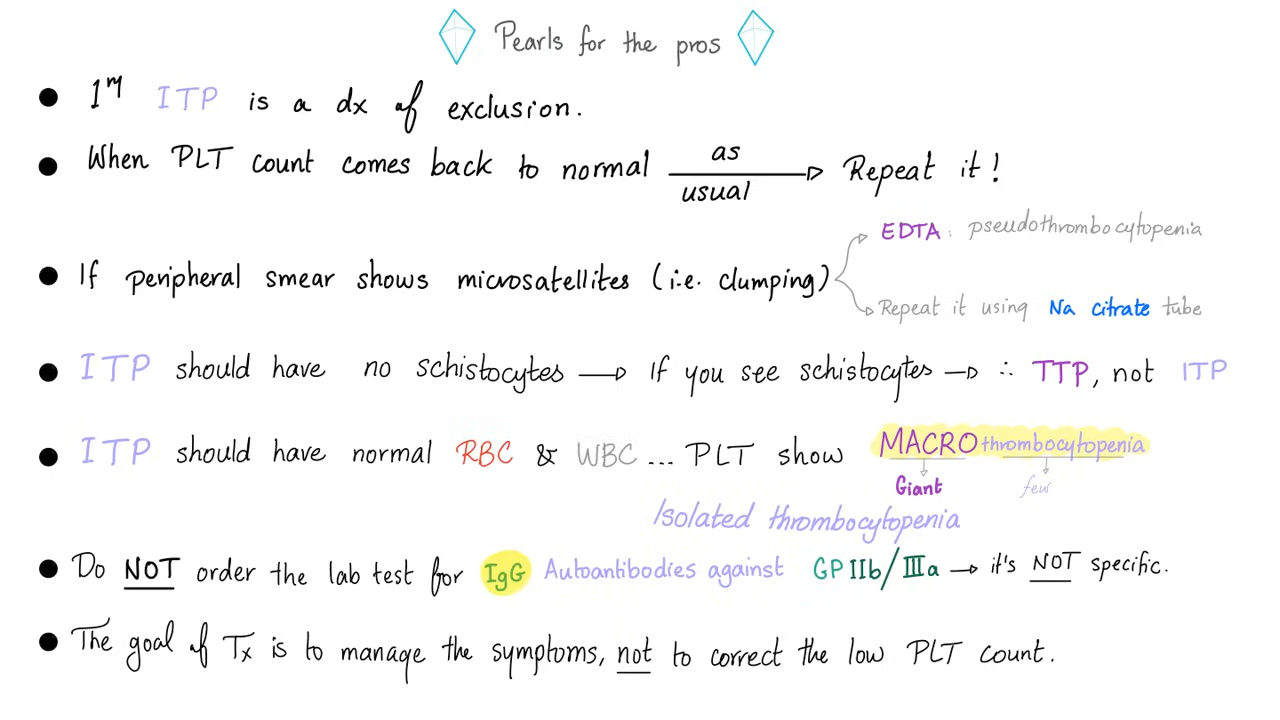 Pearls for the pros
● 1ry ITP is a dx of exclusion.
● When PLT count comes back to normal as usual → Repeat it!
EDTA: pseudothrombocytopenia
● If peripheral smear shows microsatellites (i.e. clumping)
Repeat it using Na citrate tube
● ITP should have no schistocytes → If you see schistocytes → ∴ TTP, not ITP
● ITP should have normal RBC & WBC ... PLT show MACROthrombocytopenia
Giant few
Isolated thrombocytopenia
● Do NOT order the lab test for IgG Autoantibodies against GPIIb/IIIa → it's NOT specific.
● The goal of Tx is to manage the symptoms, not to correct the low PLT count.